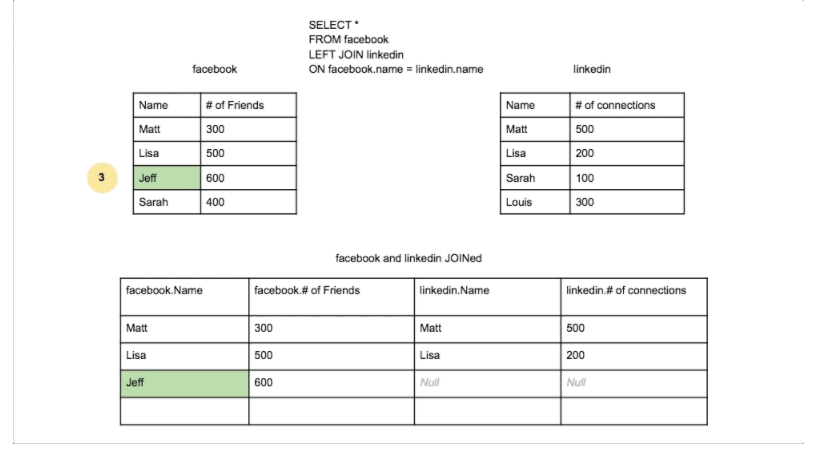 SELECT *
FROM facebook
LEFT JOIN linkedin
ON facebook.name = linkedin.name
facebook
Name # of Friends
Matt 300
Lisa 500
3 Jeff 600
Sarah 400
linkedin
Name # of connections
Matt 500
Lisa 200
Sarah 100
Louis 300
facebook and linkedin JOINed
facebook.Name facebook.# of Friends linkedin.Name linkedin.# of connections
Matt 300 Matt 500
Lisa 500 Lisa 200
Jeff 600 Null Null